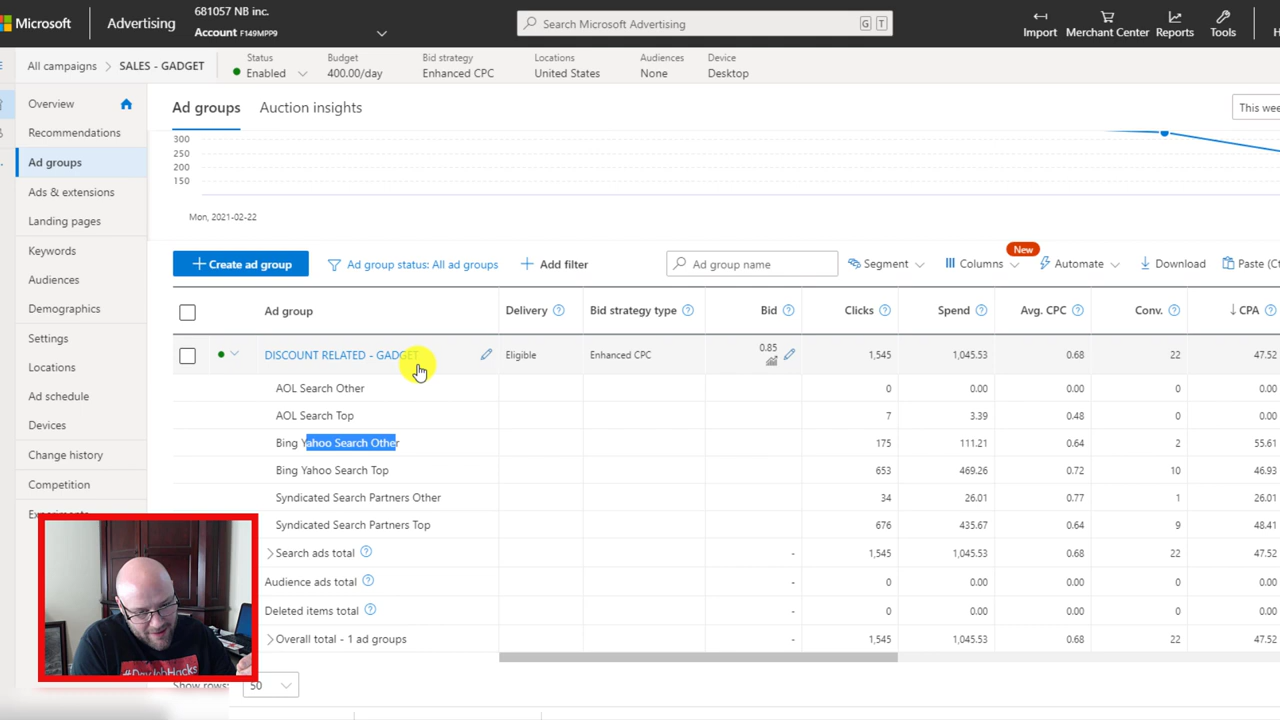 Microsoft
Advertising
681057 NB inc.
Account F149MPP9
Search Microsoft Advertising
G T
Import
Merchant Center
Reports
Tools
All campaigns
SALES - GADGET
Status
Enabled
Budget
400.00/day
Bid strategy
Enhanced CPC
Locations
United States
Audiences
None
Device
Desktop
Overview
Recommendations
Ad groups
Ads & extensions
Landing pages
Keywords
Audiences
Demographics
Settings
Locations
Ad schedule
Devices
Change history
Competition
Ad groups
Auction insights
This wee
300
250
200
150
Mon, 2021-02-22
Create ad group
Ad group status: All ad groups
Add filter
Ad group name
Segment
Columns
New
Automate
Download
Paste (Ct
Ad group Delivery Bid strategy type Bid Clicks Spend Avg. CPC Conv. ↓CPA
DISCOUNT RELATED - GADGET Eligible Enhanced CPC 0.85 1,545 1,045.53 0.68 22 47.52
AOL Search Other 0 0.00 0.00 0 0.00
AOL Search Top 7 3.39 0.48 0 0.00
Bing Yahoo Search Other 175 111.21 0.64 2 55.61
Bing Yahoo Search Top 653 469.26 0.72 10 46.93
Syndicated Search Partners Other 34 26.01 0.77 1 26.01
Syndicated Search Partners Top 676 435.67 0.64 9 48.41
Search ads total - 1,545 1,045.53 0.68 22 47.52
Audience ads total - 0 0.00 0.00 0 0.00
Deleted items total - 0 0.00 0.00 0 0.00
Overall total - 1 ad groups - 1,545 1,045.53 0.68 22 47.52
Show rows:
50
#DayJobHacks